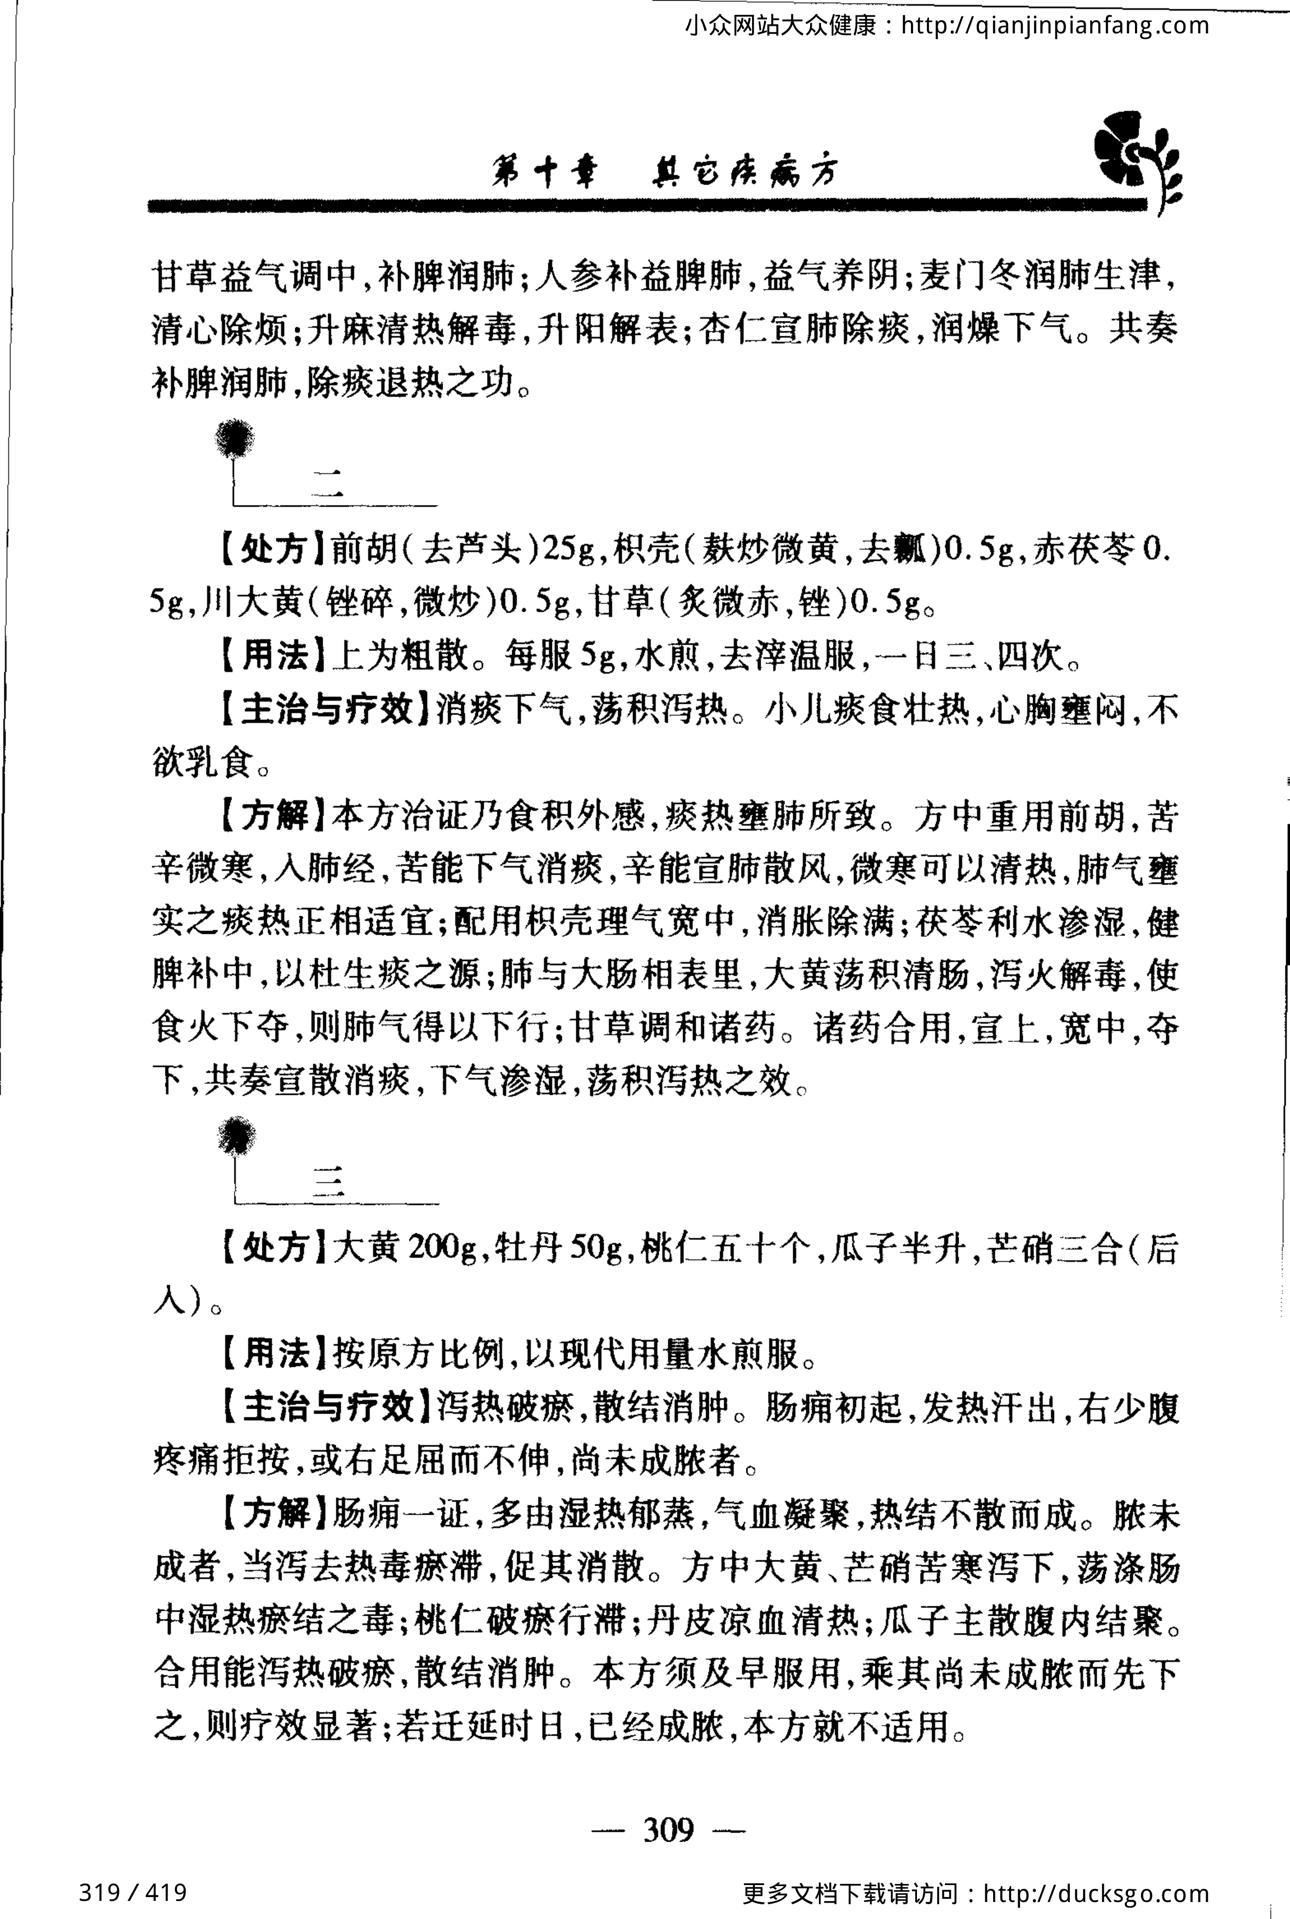 小众网站大众健康：http://qianjinpianfang.com
第十章 其它疾病方
甘草益气调中,补脾润肺;人参补益脾肺,益气养阴;麦门冬润肺生津,
清心除烦;升麻清热解毒,升阳解表;杏仁宣肺除痰,润燥下气。共奏
补脾润肺,除痰退热之功。
方
二
【处方】前胡(去芦头)25g,枳壳(麸炒微黄,去瓤)0.5g,赤茯苓0.
5g,川大黄(锉碎,微炒)0.5g,甘草(炙微赤,锉)0.5g。
【用法】上为粗散。每服5g,水煎,去滓温服,一日三、四次。
【主治与疗效】消痰下气,荡积泻热。小儿痰食壮热,心胸壅闷,不
欲乳食。
【方解】本方治证乃食积外感,痰热壅肺所致。方中重用前胡,苦
辛微寒,入肺经,苦能下气消痰,辛能宣肺散风,微寒可以清热,肺气壅
实之痰热正相适宜;配用枳壳理气宽中,消胀除满;茯苓利水渗湿,健
脾补中,以杜生痰之源;肺与大肠相表里,大黄荡积清肠,泻火解毒,使
食火下夺,则肺气得以下行;甘草调和诸药。诸药合用,宣上,宽中,夺
下,共奏宣散消痰,下气渗湿,荡积泻热之效。
方
三
【处方】大黄200g,牡丹50g,桃仁五十个,瓜子半升,芒硝三合(后
入)。
【用法】按原方比例,以现代用量水煎服。
【主治与疗效】泻热破瘀,散结消肿。肠痈初起,发热汗出,右少腹
疼痛拒按,或右足屈而不伸,尚未成脓者。
【方解】肠痈一证,多由湿热郁蒸,气血凝聚,热结不散而成。脓未
成者,当泻去热毒瘀滞,促其消散。方中大黄、芒硝苦寒泻下,荡涤肠
中湿热瘀结之毒;桃仁破瘀行滞;丹皮凉血清热;瓜子主散腹内结聚。
合用能泻热破瘀,散结消肿。本方须及早服用,乘其尚未成脓而先下
之,则疗效显著;若迁延时日,已经成脓,本方就不适用。
— 309 —
319 / 419
更多文档下载请访问：http://ducksgo.com